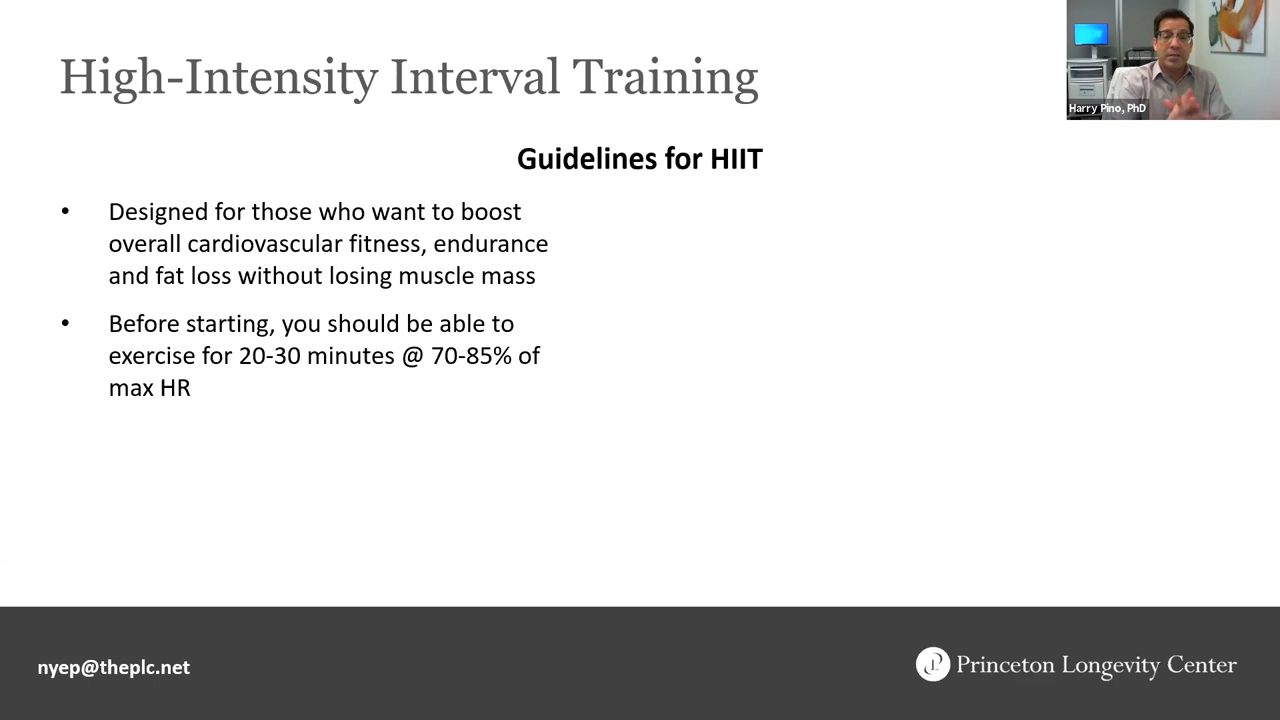 High-Intensity Interval Training
Harry Pino, PhD
Guidelines for HIIT
• Designed for those who want to boost
overall cardiovascular fitness, endurance
and fat loss without losing muscle mass
• Before starting, you should be able to
exercise for 20-30 minutes @ 70-85% of
max HR
nyep@theplc.net
Princeton Longevity Center